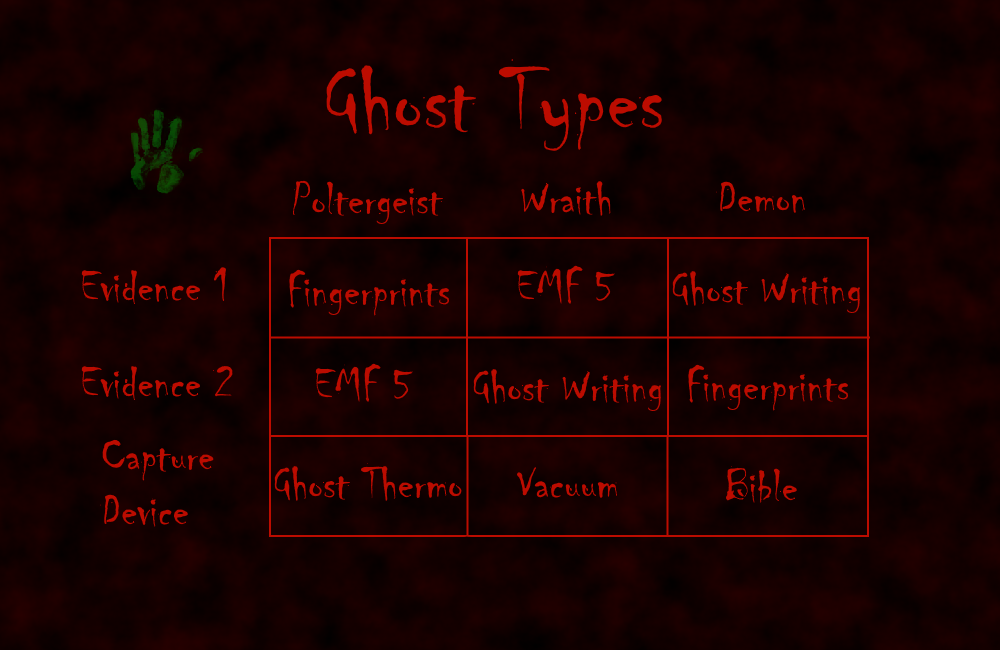 Ghost Types
Poltergeist Wraith Demon
Evidence 1 Fingerprints EMF 5 Ghost Writing
Evidence 2 EMF 5 Ghost Writing Fingerprints
Capture
Device Ghost Thermo Vacuum Bible